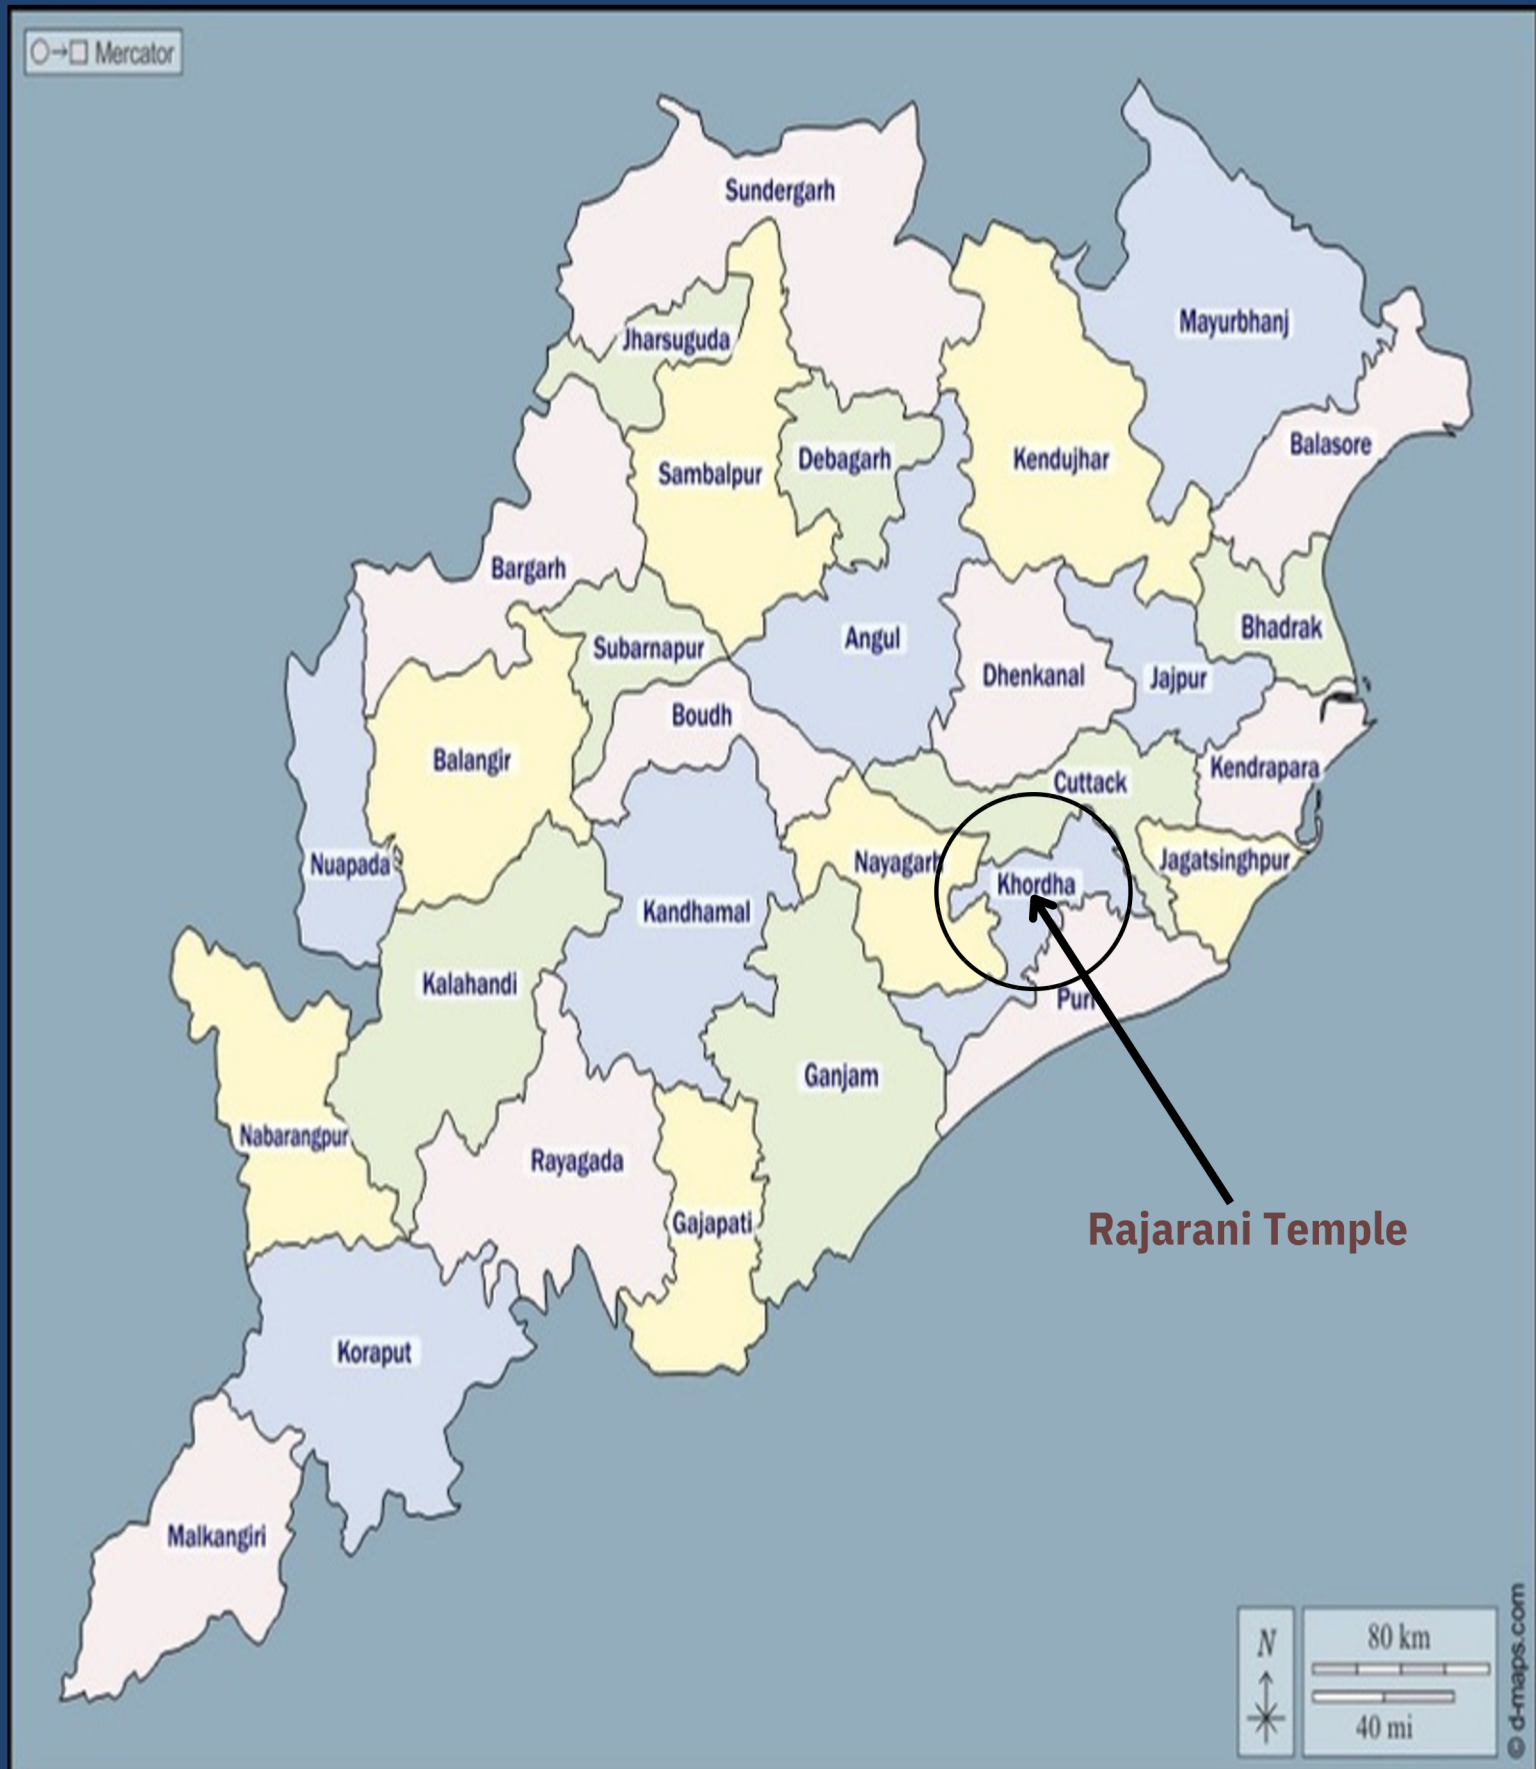 Mercator
Sundergarh
Mayurbhanj
Jharsuguda
Balasore
Sambalpur
Debagarh
Kendujhar
Bargarh
Subarnapur
Angul
Bhadrak
Dhenkanal
Jajpur
Boudh
Balangir
Cuttack
Kendrapara
Nuapada
Nayagarh
Khordha
Jagatsinghpur
Kandhamal
Kalahandi
Puri
Ganjam
Nabarangpur
Rayagada
Gajapati
Rajarani Temple
Koraput
Malkangiri
N
80 km
40 mi
© d-maps.com